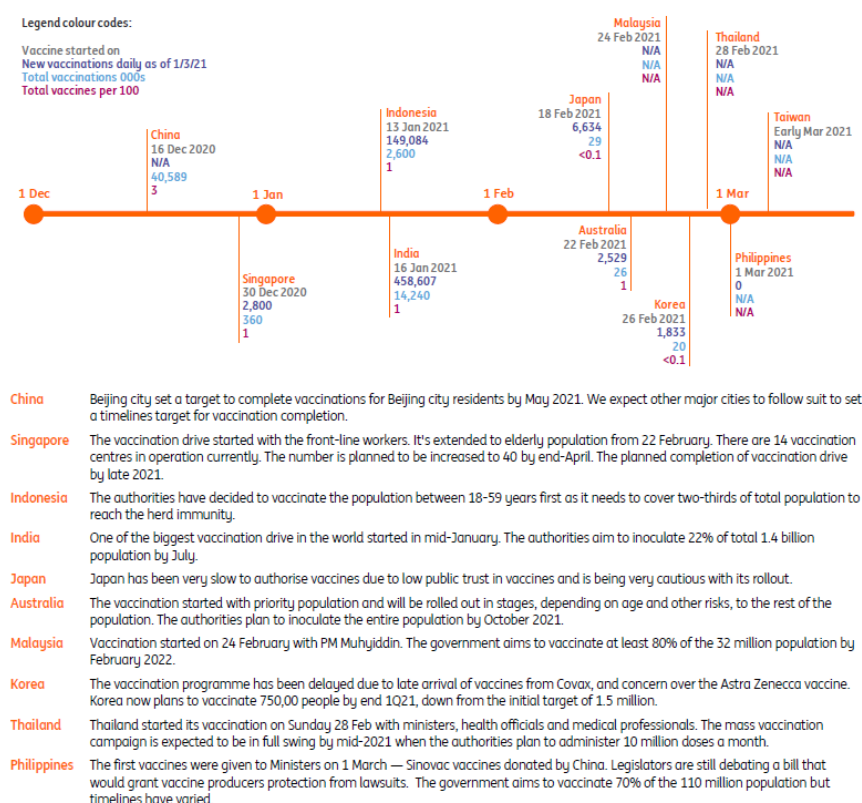 Legend colour codes:
Vaccine started on
New vaccinations daily as of 1/3/21
Total vaccinations 000s
Total vaccines per 100
Malaysia
24 Feb 2021
N/A
N/A
N/A
Thailand
28 Feb 2021
N/A
N/A
N/A
Japan
18 Feb 2021
6,634
29
<0.1
Indonesia
13 Jan 2021
149,084
2,600
1
Taiwan
Early Mar 2021
N/A
N/A
N/A
China
16 Dec 2020
N/A
40,589
3
1 Dec
1 Jan
1 Feb
1 Mar
Australia
22 Feb 2021
2,529
26
1
India
16 Jan 2021
458,607
14,240
1
Philippines
1 Mar 2021
0
N/A
N/A
Singapore
30 Dec 2020
2,800
360
1
Korea
26 Feb 2021
1,833
20
<0.1
China Beijing city set a target to complete vaccinations for Beijing city residents by May 2021. We expect other major cities to follow suit to set
a timelines target for vaccination completion.
Singapore The vaccination drive started with the front-line workers. It's extended to elderly population from 22 February. There are 14 vaccination
centres in operation currently. The number is planned to be increased to 40 by end-April. The planned completion of vaccination drive
by late 2021.
Indonesia The authorities have decided to vaccinate the population between 18-59 years first as it needs to cover two-thirds of total population to
reach the herd immunity.
India One of the biggest vaccination drive in the world started in mid-January. The authorities aim to inoculate 22% of total 1.4 billion
population by July.
Japan Japan has been very slow to authorise vaccines due to low public trust in vaccines and is being very cautious with its rollout.
Australia The vaccination started with priority population and will be rolled out in stages, depending on age and other risks, to the rest of the
population. The authorities plan to inoculate the entire population by October 2021.
Malaysia Vaccination started on 24 February with PM Muhyiddin. The government aims to vaccinate at least 80% of the 32 million population by
February 2022.
Korea The vaccination programme has been delayed due to late arrival of vaccines from Covax, and concern over the Astra Zenecca vaccine.
Korea now plans to vaccinate 750,00 people by end 1Q21, down from the initial target of 1.5 million.
Thailand Thailand started its vaccination on Sunday 28 Feb with ministers, health officials and medical professionals. The mass vaccination
campaign is expected to be in full swing by mid-2021 when the authorities plan to administer 10 million doses a month.
Philippines The first vaccines were given to Ministers on 1 March — Sinovac vaccines donated by China. Legislators are still debating a bill that
would grant vaccine producers protection from lawsuits. The government aims to vaccinate 70% of the 110 million population but
timelines have varied